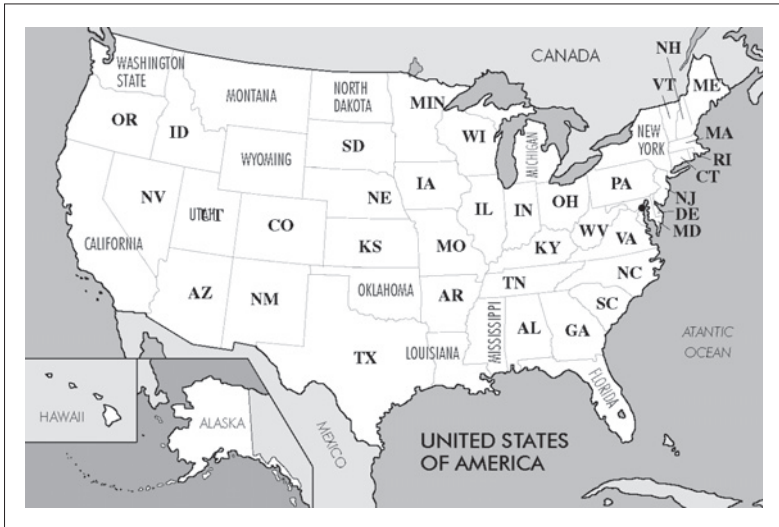 CANADA
NH
WASHINGTON
STATE
MONTANA
NORTH
DAKOTA
MIN
VT
ME
OR
ID
SD
WI
MICHIGAN
NEW
YORK
MA
RI
CT
WYOMING
IA
PA
NV
UTAH
UT
CO
NE
IL
IN
OH
NJ
DE
MD
CALIFORNIA
KS
MO
KY
WV
VA
AZ
NM
OKLAHOMA
AR
TN
NC
SC
TX
LOUISIANA
MISSISSIPPI
AL
GA
FLORIDA
ATANTIC
OCEAN
HAWAII
ALASKA
MEXICO
UNITED STATES
OF AMERICA